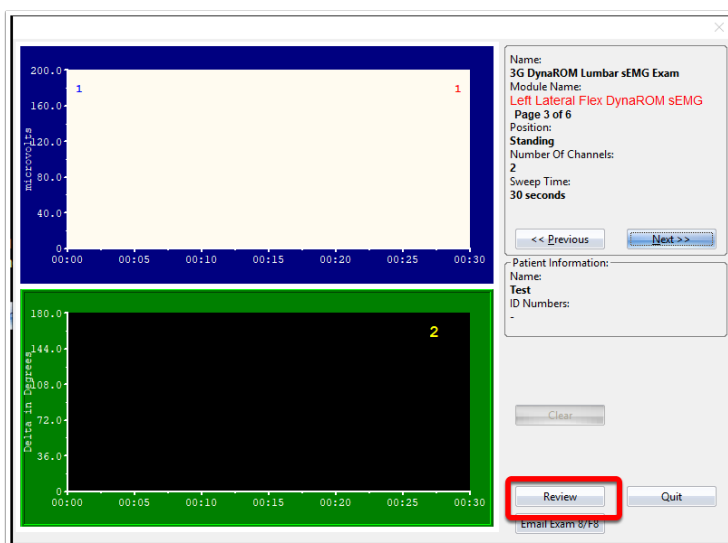 200.0
160.0
120.0
80.0
40.0
0
microvolts
1
1
00:00 00:05 00:10 00:15 00:20 00:25 00:30
180.0
144.0
108.0
72.0
36.0
0
Delta in Degrees
2
00:00 00:05 00:10 00:15 00:20 00:25 00:30
Name:
3G DynaROM Lumbar sEMG Exam
Module Name:
Left Lateral Flex DynaROM sEMG
Page 3 of 6
Position:
Standing
Number Of Channels:
2
Sweep Time:
30 seconds
<< Previous Next >>
Patient Information:
Name:
Test
ID Numbers:
-
Clear
Review Quit
Email Exam 8/F8